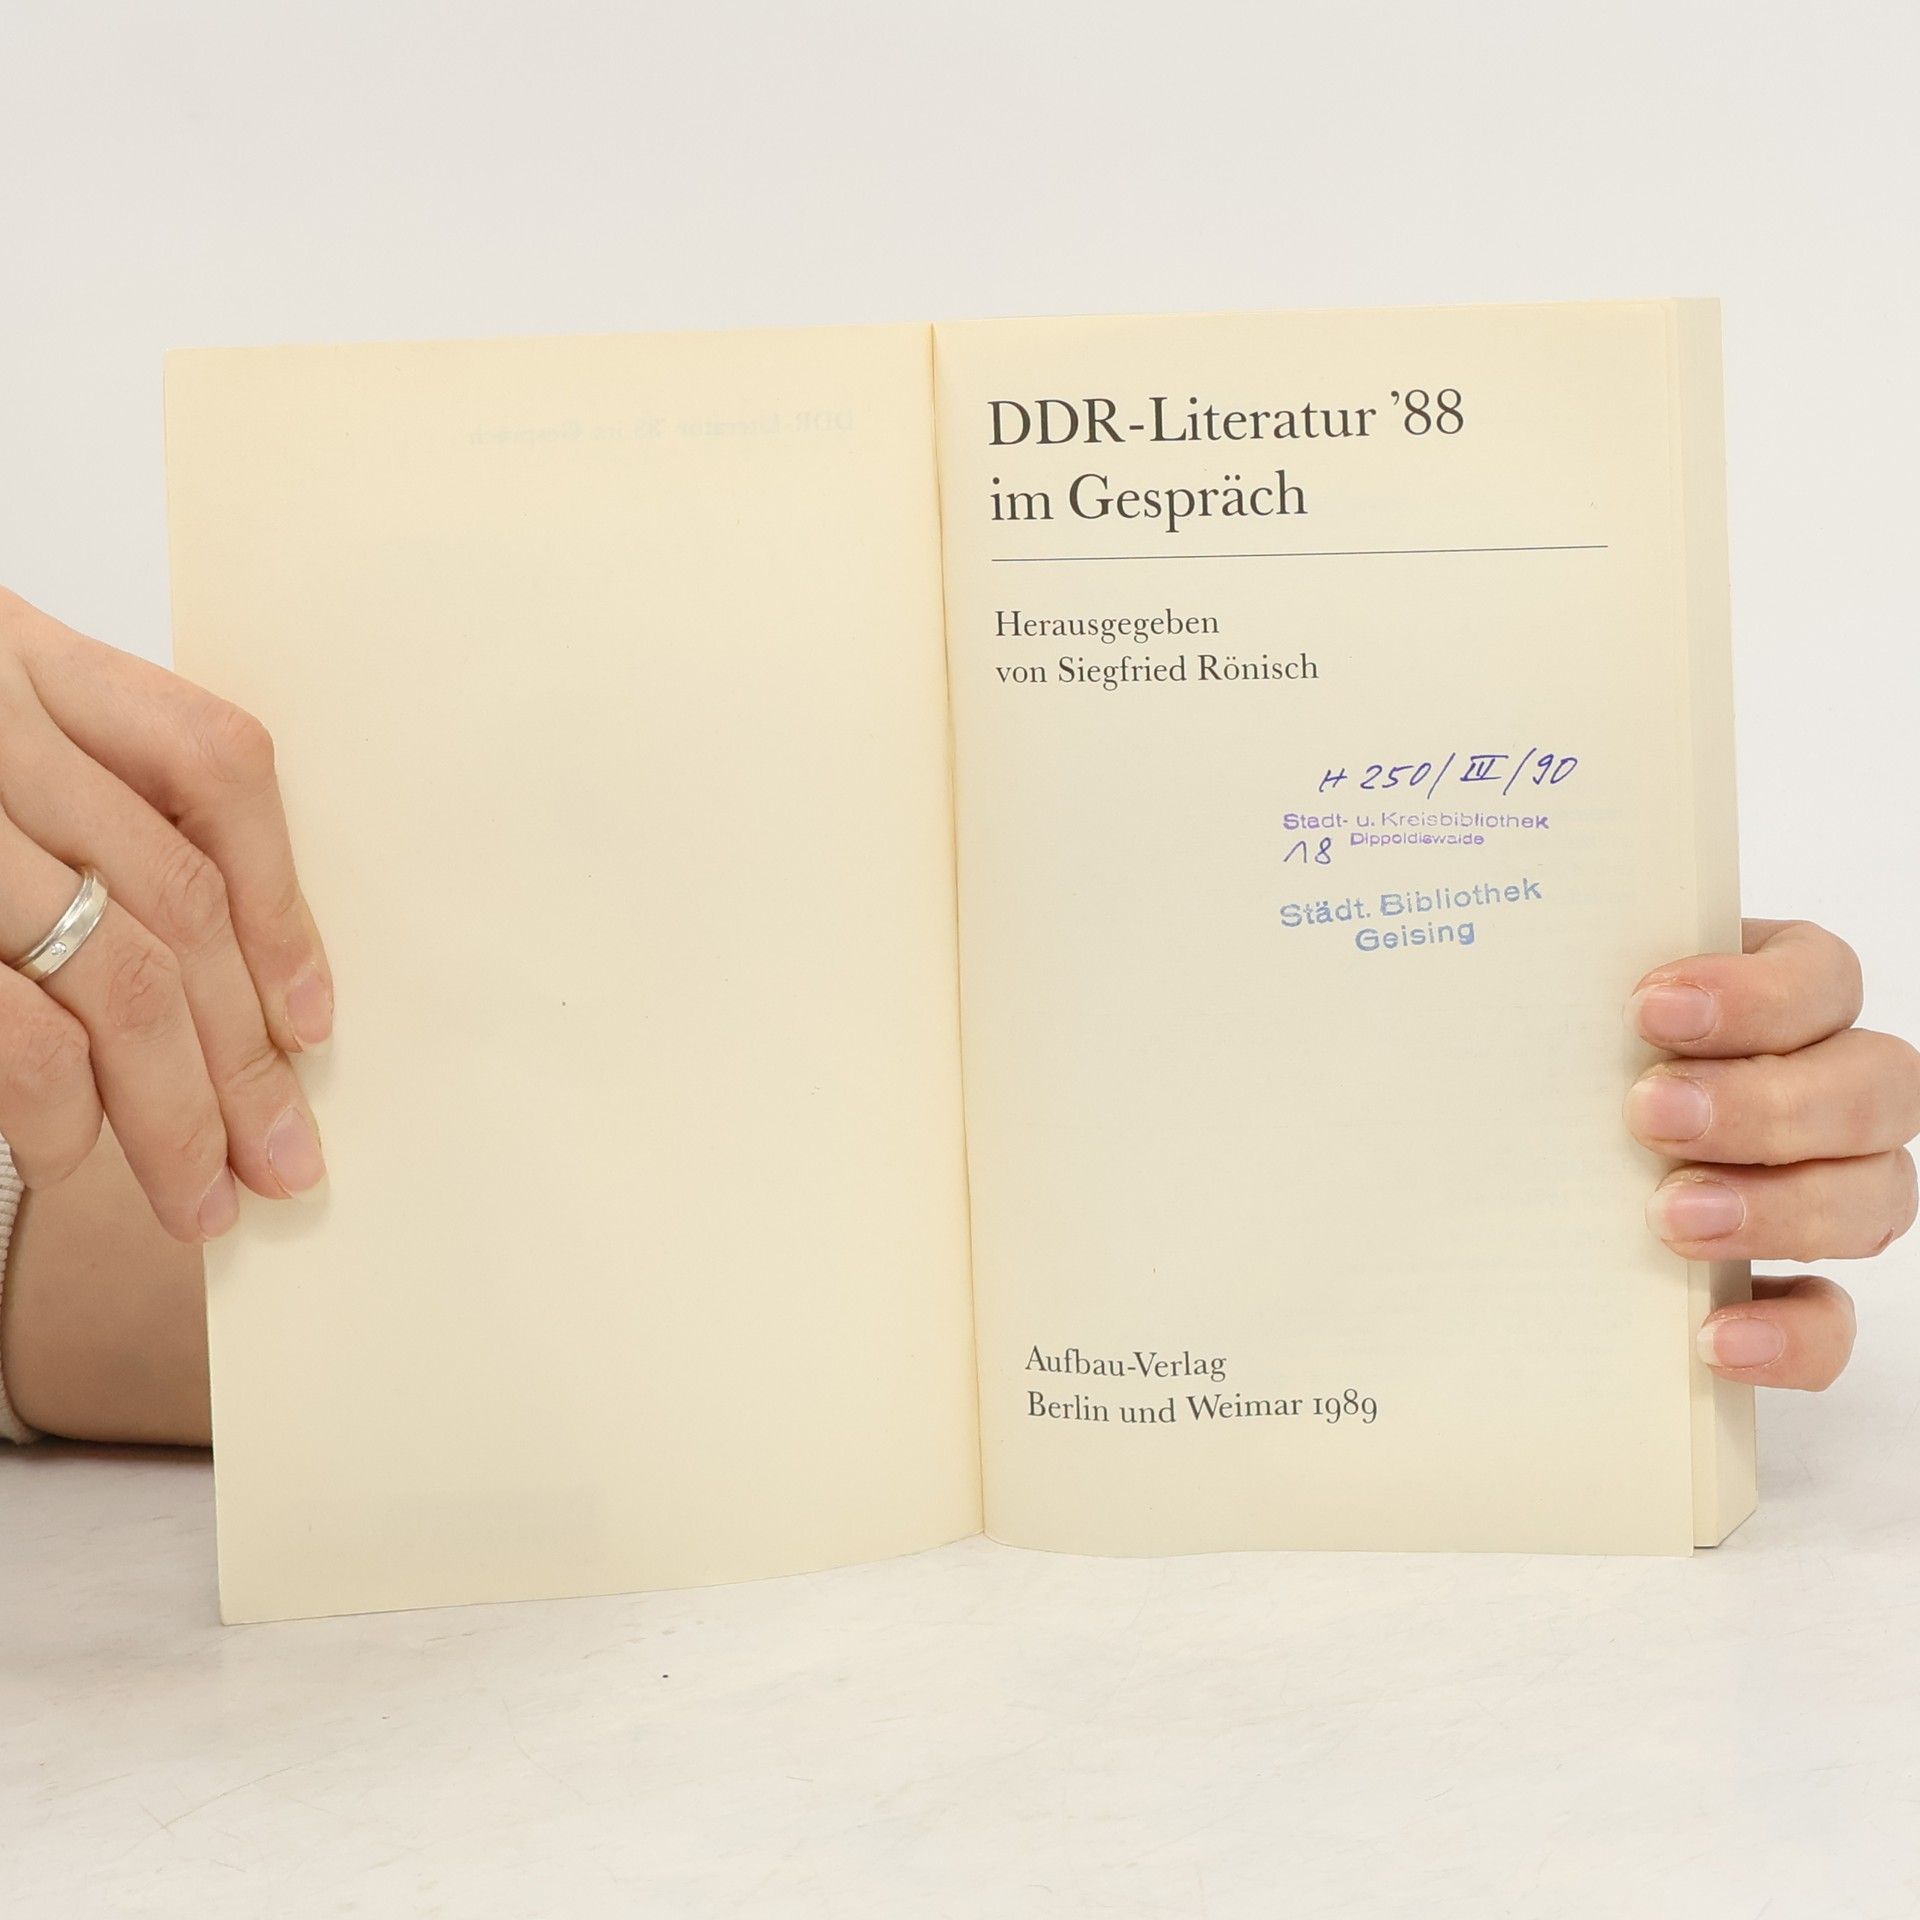 DDR-Literatur ’88
im Gespräch
Herausgegeben
von Siegfried Rönisch
H 250/III/90
Stadt- u. Kreisbibliothek
Dippoldiswalde
18
Städt. Bibliothek
Geising
Aufbau-Verlag
Berlin und Weimar 1989